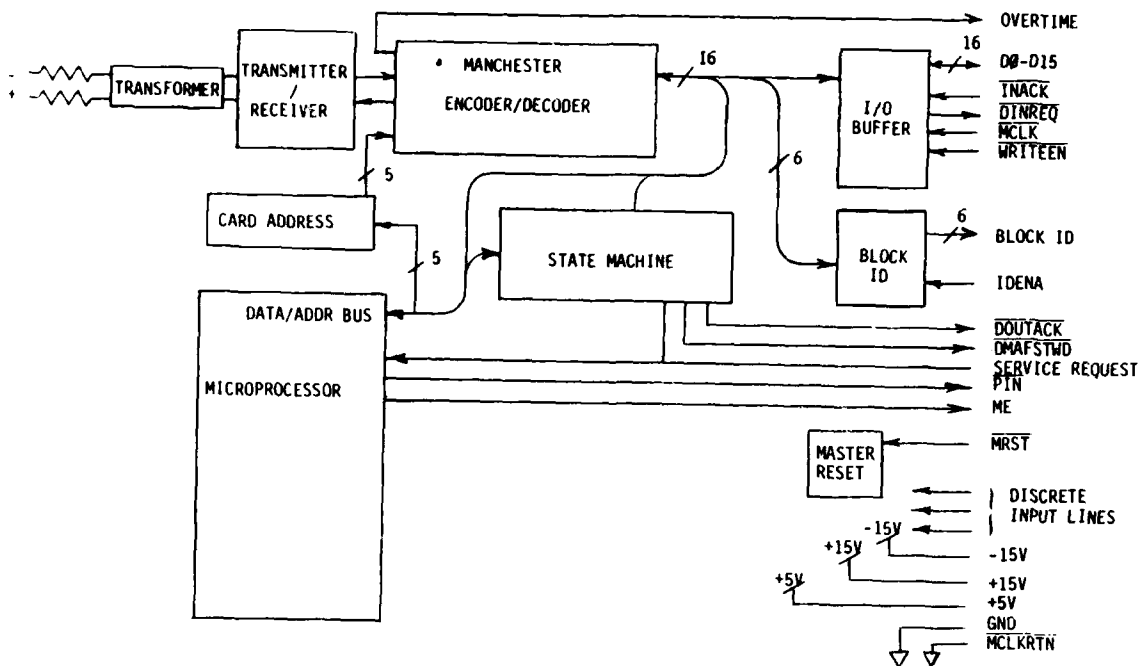 OVERTIME
16
D0-D15
INACK
DINREQ
MCLK
WRITEEN
I/O
BUFFER
16
MANCHESTER
ENCODER/DECODER
TRANSMITTER
/
RECEIVER
TRANSFORMER
-
+
5
6
CARD ADDRESS
5
STATE MACHINE
BLOCK
ID
6
BLOCK ID
IDENA
DATA/ADDR BUS
MICROPROCESSOR
DOUTACK
DMAFSTWD
SERVICE REQUEST
PIN
ME
MASTER
RESET
MRST
DISCRETE
INPUT LINES
-15V
-15V
+15V
+15V
+5V
+5V
GND
MCLKRTN